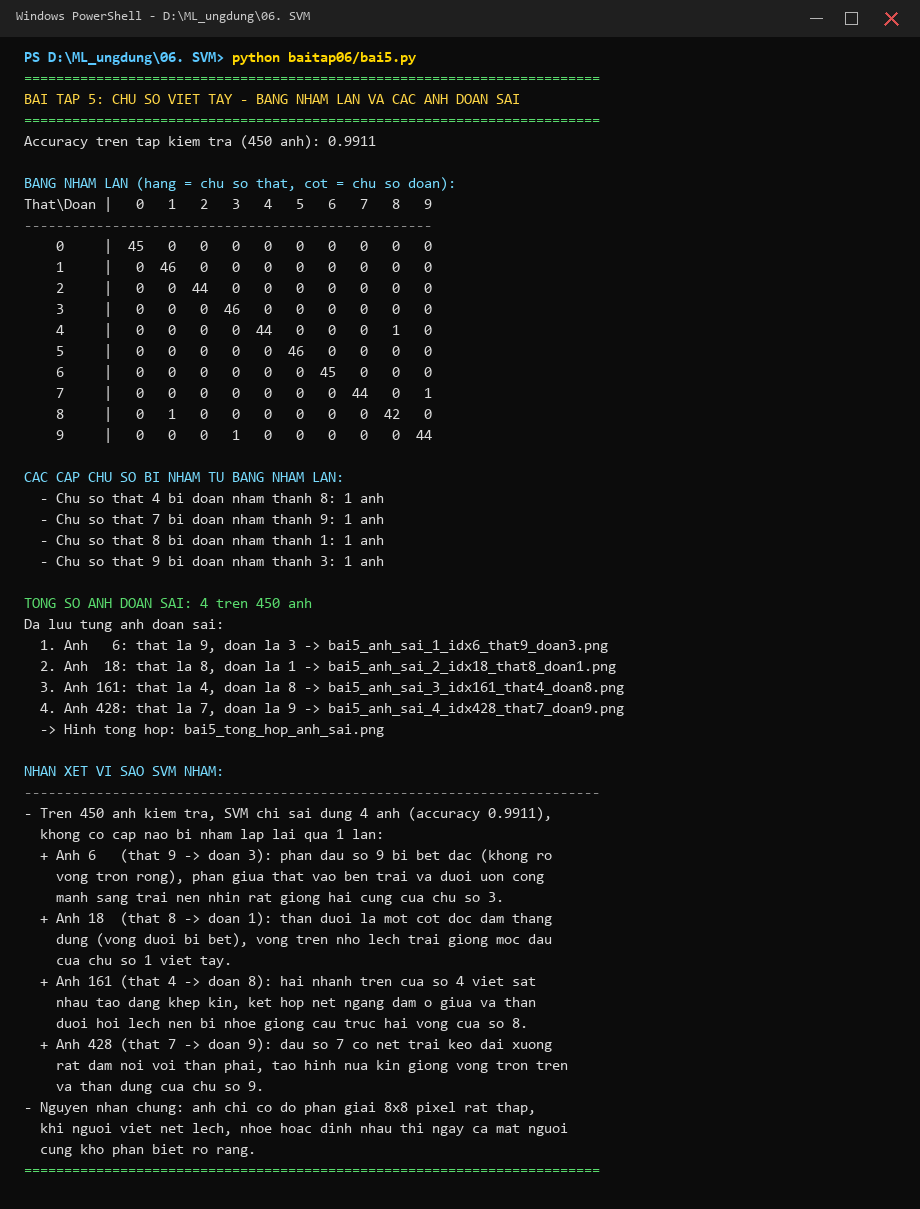 Windows PowerShell - D:\ML_ungdung\06. SVM
PS D:\ML_ungdung\06. SVM> python baitap06/bai5.py
========================================================================
BAI TAP 5: CHU SO VIET TAY - BANG NHAM LAN VA CAC ANH DOAN SAI
========================================================================
Accuracy tren tap kiem tra (450 anh): 0.9911
BANG NHAM LAN (hang = chu so that, cot = chu so doan):
That\Doan |   0   1   2   3   4   5   6   7   8   9
---------------------------------------------------
    0     |  45   0   0   0   0   0   0   0   0   0
    1     |   0  46   0   0   0   0   0   0   0   0
    2     |   0   0  44   0   0   0   0   0   0   0
    3     |   0   0   0  46   0   0   0   0   0   0
    4     |   0   0   0   0  44   0   0   0   1   0
    5     |   0   0   0   0   0  46   0   0   0   0
    6     |   0   0   0   0   0   0  45   0   0   0
    7     |   0   0   0   0   0   0   0  44   0   1
    8     |   0   1   0   0   0   0   0   0  42   0
    9     |   0   0   0   1   0   0   0   0   0  44
CAC CAP CHU SO BI NHAM TU BANG NHAM LAN:
  - Chu so that 4 bi doan nham thanh 8: 1 anh
  - Chu so that 7 bi doan nham thanh 9: 1 anh
  - Chu so that 8 bi doan nham thanh 1: 1 anh
  - Chu so that 9 bi doan nham thanh 3: 1 anh
TONG SO ANH DOAN SAI: 4 tren 450 anh
Da luu tung anh doan sai:
  1. Anh   6: that la 9, doan la 3 -> bai5_anh_sai_1_idx6_that9_doan3.png
  2. Anh  18: that la 8, doan la 1 -> bai5_anh_sai_2_idx18_that8_doan1.png
  3. Anh 161: that la 4, doan la 8 -> bai5_anh_sai_3_idx161_that4_doan8.png
  4. Anh 428: that la 7, doan la 9 -> bai5_anh_sai_4_idx428_that7_doan9.png
  -> Hinh tong hop: bai5_tong_hop_anh_sai.png
NHAN XET VI SAO SVM NHAM:
------------------------------------------------------------------------
- Tren 450 anh kiem tra, SVM chi sai dung 4 anh (accuracy 0.9911),
  khong co cap nao bi nham lap lai qua 1 lan:
  + Anh 6   (that 9 -> doan 3): phan dau so 9 bi bet dac (khong ro
    vong tron rong), phan giua that vao ben trai va duoi uon cong
    manh sang trai nen nhin rat giong hai cung cua chu so 3.
  + Anh 18  (that 8 -> doan 1): than duoi la mot cot doc dam thang
    dung (vong duoi bi bet), vong tren nho lech trai giong moc dau
    cua chu so 1 viet tay.
  + Anh 161 (that 4 -> doan 8): hai nhanh tren cua so 4 viet sat
    nhau tao dang khep kin, ket hop net ngang dam o giua va than
    duoi hoi lech nen bi nhoe giong cau truc hai vong cua so 8.
  + Anh 428 (that 7 -> doan 9): dau so 7 co net trai keo dai xuong
    rat dam noi voi than phai, tao hinh nua kin giong vong tron tren
    va than dung cua chu so 9.
- Nguyen nhan chung: anh chi co do phan giai 8x8 pixel rat thap,
  khi nguoi viet net lech, nhoe hoac dinh nhau thi ngay ca mat nguoi
  cung kho phan biet ro rang.
========================================================================